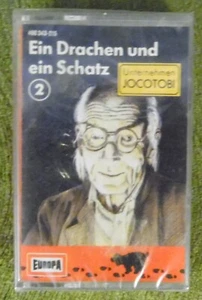 Ein Drachen und
ein Schatz
2
Unternehmen
JOCOTOBI
EUROPA